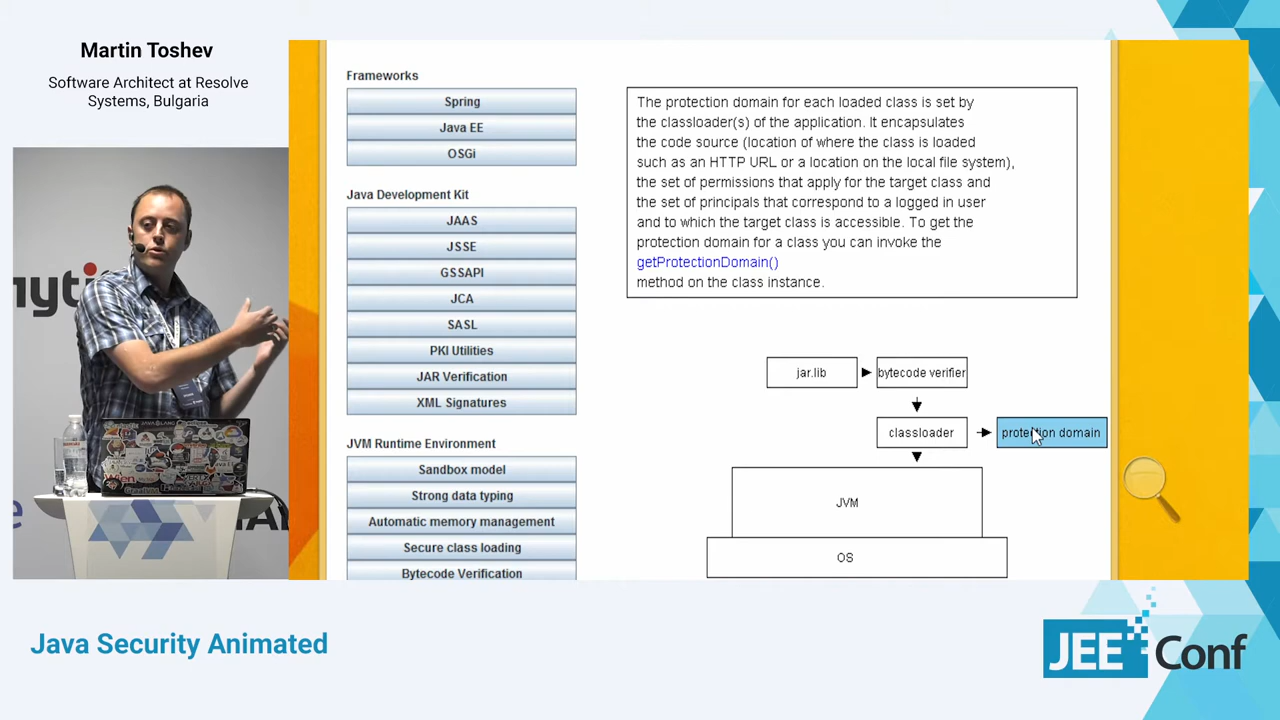 Martin Toshev
Software Architect at Resolve
Systems, Bulgaria
Frameworks
Spring
Java EE
OSGi
Java Development Kit
JAAS
JSSE
GSSAPI
JCA
SASL
PKI Utilities
JAR Verification
XML Signatures
JVM Runtime Environment
Sandbox model
Strong data typing
Automatic memory management
Secure class loading
Bytecode Verification
The protection domain for each loaded class is set by
the classloader(s) of the application. It encapsulates
the code source (location of where the class is loaded
such as an HTTP URL or a location on the local file system),
the set of permissions that apply for the target class and
the set of principals that correspond to a logged in user
and to which the target class is accessible. To get the
protection domain for a class you can invoke the
getProtectionDomain()
method on the class instance.
jar.lib
bytecode verifier
classloader
protection domain
JVM
OS
Java Security Animated
JEE Conf